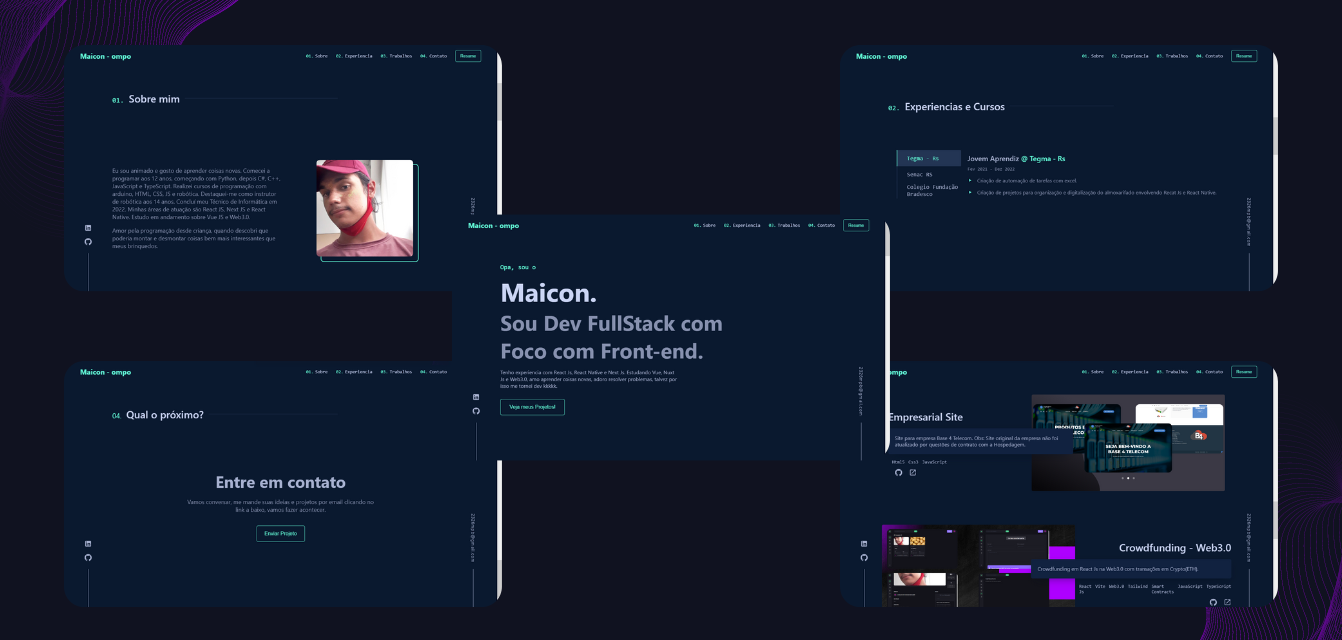 Maicon - ompo
01. Sobre 02. Experiencia 03. Trabalhos 04. Contato Resume
01. Sobre mim
Eu sou animado e gosto de aprender coisas novas. Comecei a
programar aos 12 anos, começando com Python, depois C#, C++,
JavaScript e TypeScript. Realizei cursos de programação com
arduino, HTML, CSS, JS e robótica. Destaquei-me como instrutor
de robótica aos 14 anos. Conclui meu Técnico de Informática em
2022. Minhas áreas de atuação são React JS, Next JS e React
Native. Estudo em andamento sobre Vue JS e Web3.0
Amor pela programação desde criança, quando descobri que
poderia montar e desmontar coisas bem mais interessantes que
meus brinquedos.
Maicon - ompo
01. Sobre 02. Experiencia 03. Trabalhos 04. Contato Resume
02. Experiencias e Cursos
Tegma - Rs
Senac RS
Colegio Fundação
Bradesco
Jovem Aprendiz @ Tegma - Rs
Fev 2021 - Dez 2022
Criação de automação de tarefas com excel.
Criação de projetos para organização e digitalização do almoxarifado envolvendo React Js e React Native.
Maicon - ompo
01. Sobre 02. Experiencia 03. Trabalhos 04. Contato Resume
Opa, sou o
Maicon.
Sou Dev FullStack com
Foco com Front-end.
Tenho experiencia com React Js, React Native e Next Js. Estudando Vue, Nuxt
Js e Web3.0, amo aprender coisas novas, adoro resolver problemas, talvez por
isso me tornei dev kkkkk.
Veja meus Projetos!
Maicon - ompo
01. Sobre 02. Experiencia 03. Trabalhos 04. Contato
04. Qual o próximo?
Entre em contato
Vamos conversar, me mande suas ideias e projetos por email clicando no
link a baixo, vamos fazer acontecer.
Enviar Projeto
ompo
01. Sobre 02. Experiencia 03. Trabalhos 04. Contato Resume
Empresarial Site
Site para empresa Base 4 Telecom. Obs: Site original da empresa não foi
atualizado por questões de contrato com a hospedagem.
Html5 Css3 JavaScript
SEJA BEM-VINDO A
BASE 4 TELECOM
B4
Crowdfunding - Web3.0
Crowdfunding em React Js na Web3.0 com transações em Crypto(ETH).
React Js Vite Web3.0 Tailwind Smart Contracts JavaScript TypeScript